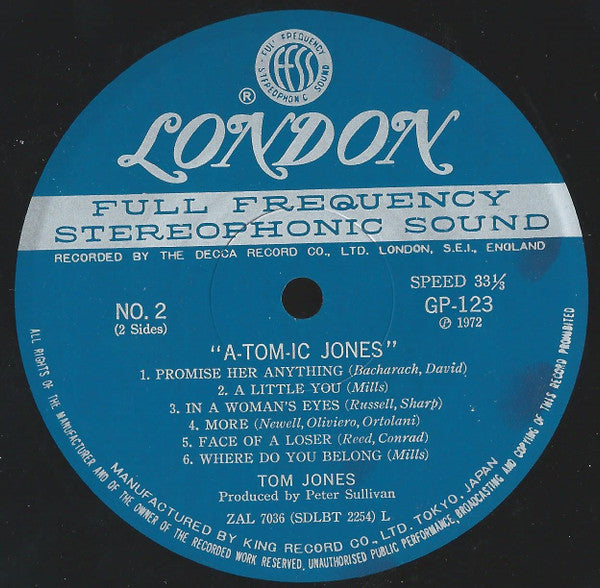 FULL FREQUENCY
STEREOPHONIC SOUND
FFSS
®
LONDON
FULL FREQUENCY
STEREOPHONIC SOUND
RECORDED BY THE DECCA RECORD CO., LTD. LONDON, S.E.I., ENGLAND
SPEED 33⅓
NO. 2
GP-123
(2 Sides)
℗ 1972
"A-TOM-IC JONES"
1. PROMISE HER ANYTHING (Bacharach, David)
2. A LITTLE YOU (Mills)
3. IN A WOMAN'S EYES (Russell, Sharp)
4. MORE (Newell, Oliviero, Ortolani)
5. FACE OF A LOSER (Reed, Conrad)
6. WHERE DO YOU BELONG (Mills)
TOM JONES
Produced by Peter Sullivan
ZAL 7036 (SDLBT 2254) L
MANUFACTURED BY KING RECORD CO., LTD. TOKYO, JAPAN
ALL RIGHTS OF THE MANUFACTURER AND OF THE OWNER OF THE RECORDED WORK RESERVED, UNAUTHORISED PUBLIC PERFORMANCE, BROADCASTING AND COPYING OF THIS RECORD PROHIBITED